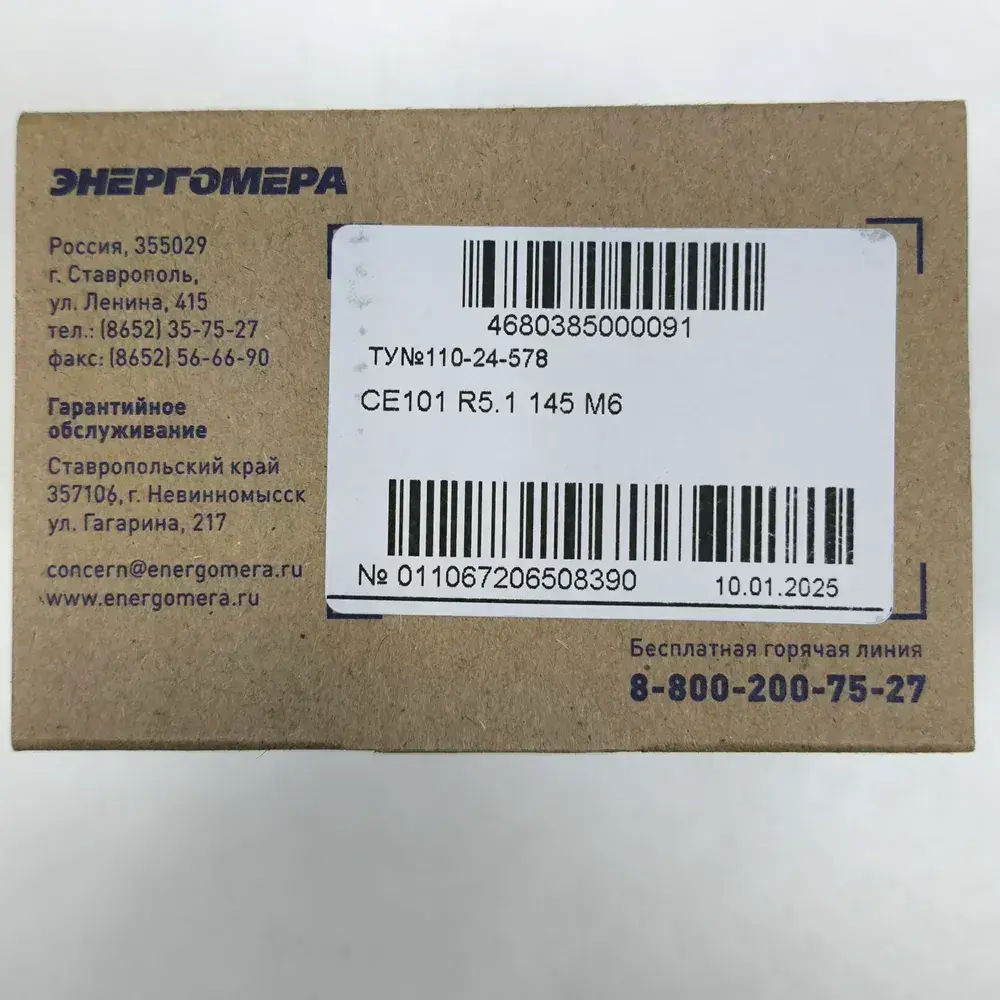 ЭНЕРГОМЕРА
Россия, 355029
г. Ставрополь,
ул. Ленина, 415
тел.: (8652) 35-75-27
факс: (8652) 56-66-90
Гарантийное
обслуживание
Ставропольский край
357106, г. Невинномысск
ул. Гагарина, 217
concern@energomera.ru
www.energomera.ru
4680385000091
ТУ№110-24-578
CE101 R5.1 145 M6
№ 011067206508390 10.01.2025
Бесплатная горячая линия
8-800-200-75-27